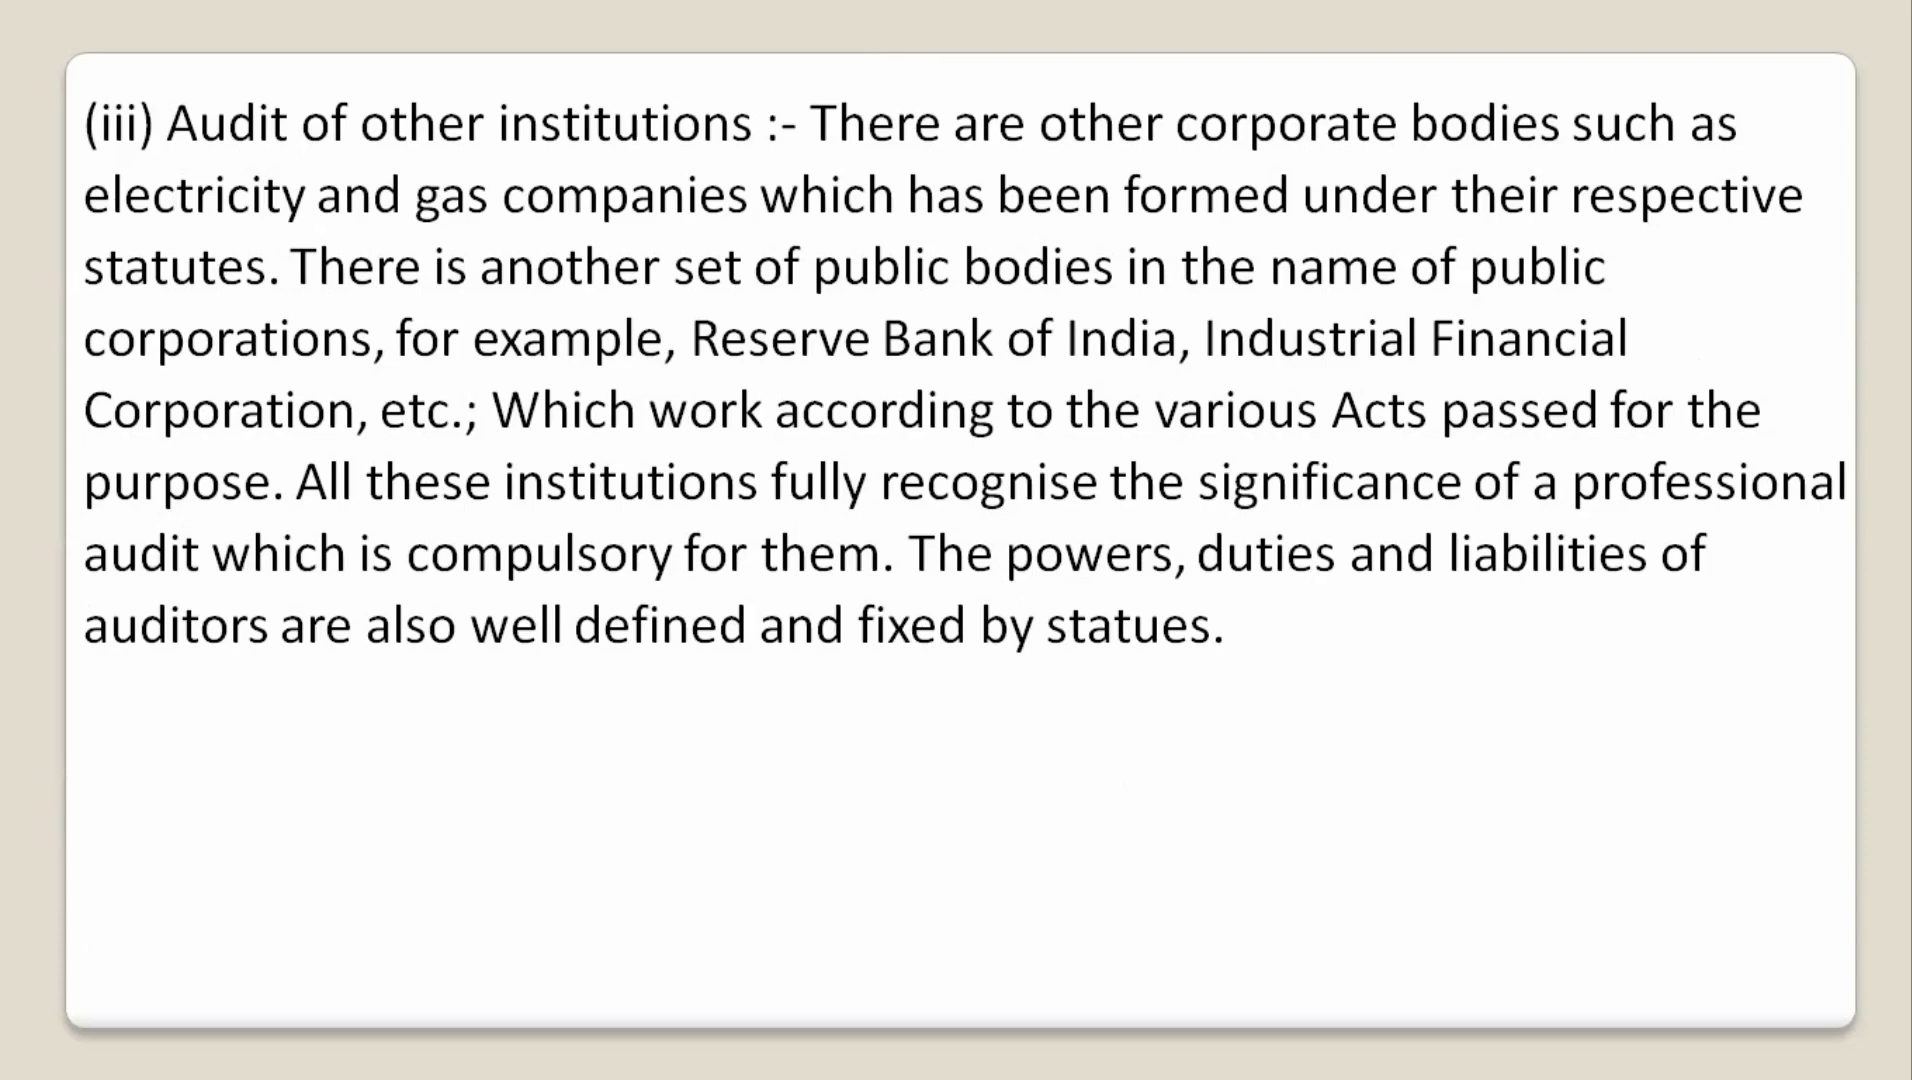 (iii) Audit of other institutions :- There are other corporate bodies such as
electricity and gas companies which has been formed under their respective
statutes. There is another set of public bodies in the name of public
corporations, for example, Reserve Bank of India, Industrial Financial
Corporation, etc.; Which work according to the various Acts passed for the
purpose. All these institutions fully recognise the significance of a professional
audit which is compulsory for them. The powers, duties and liabilities of
auditors are also well defined and fixed by statues.